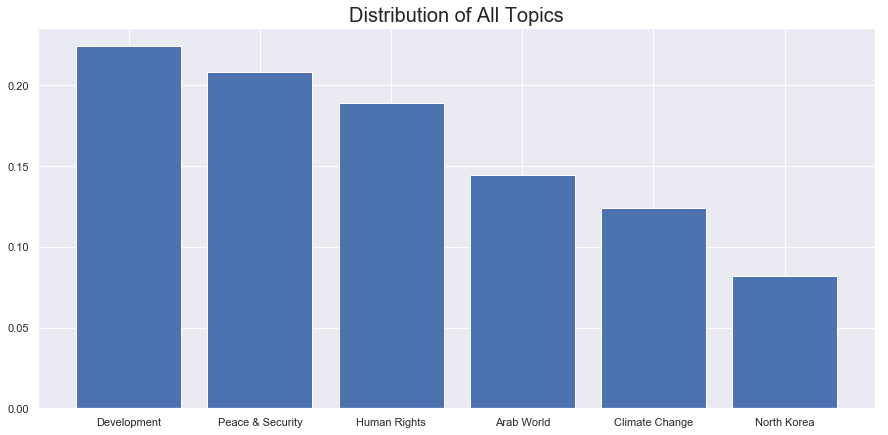 Distribution of All Topics
0.20
0.15
0.10
0.05
0.00
Development Peace & Security Human Rights Arab World Climate Change North Korea